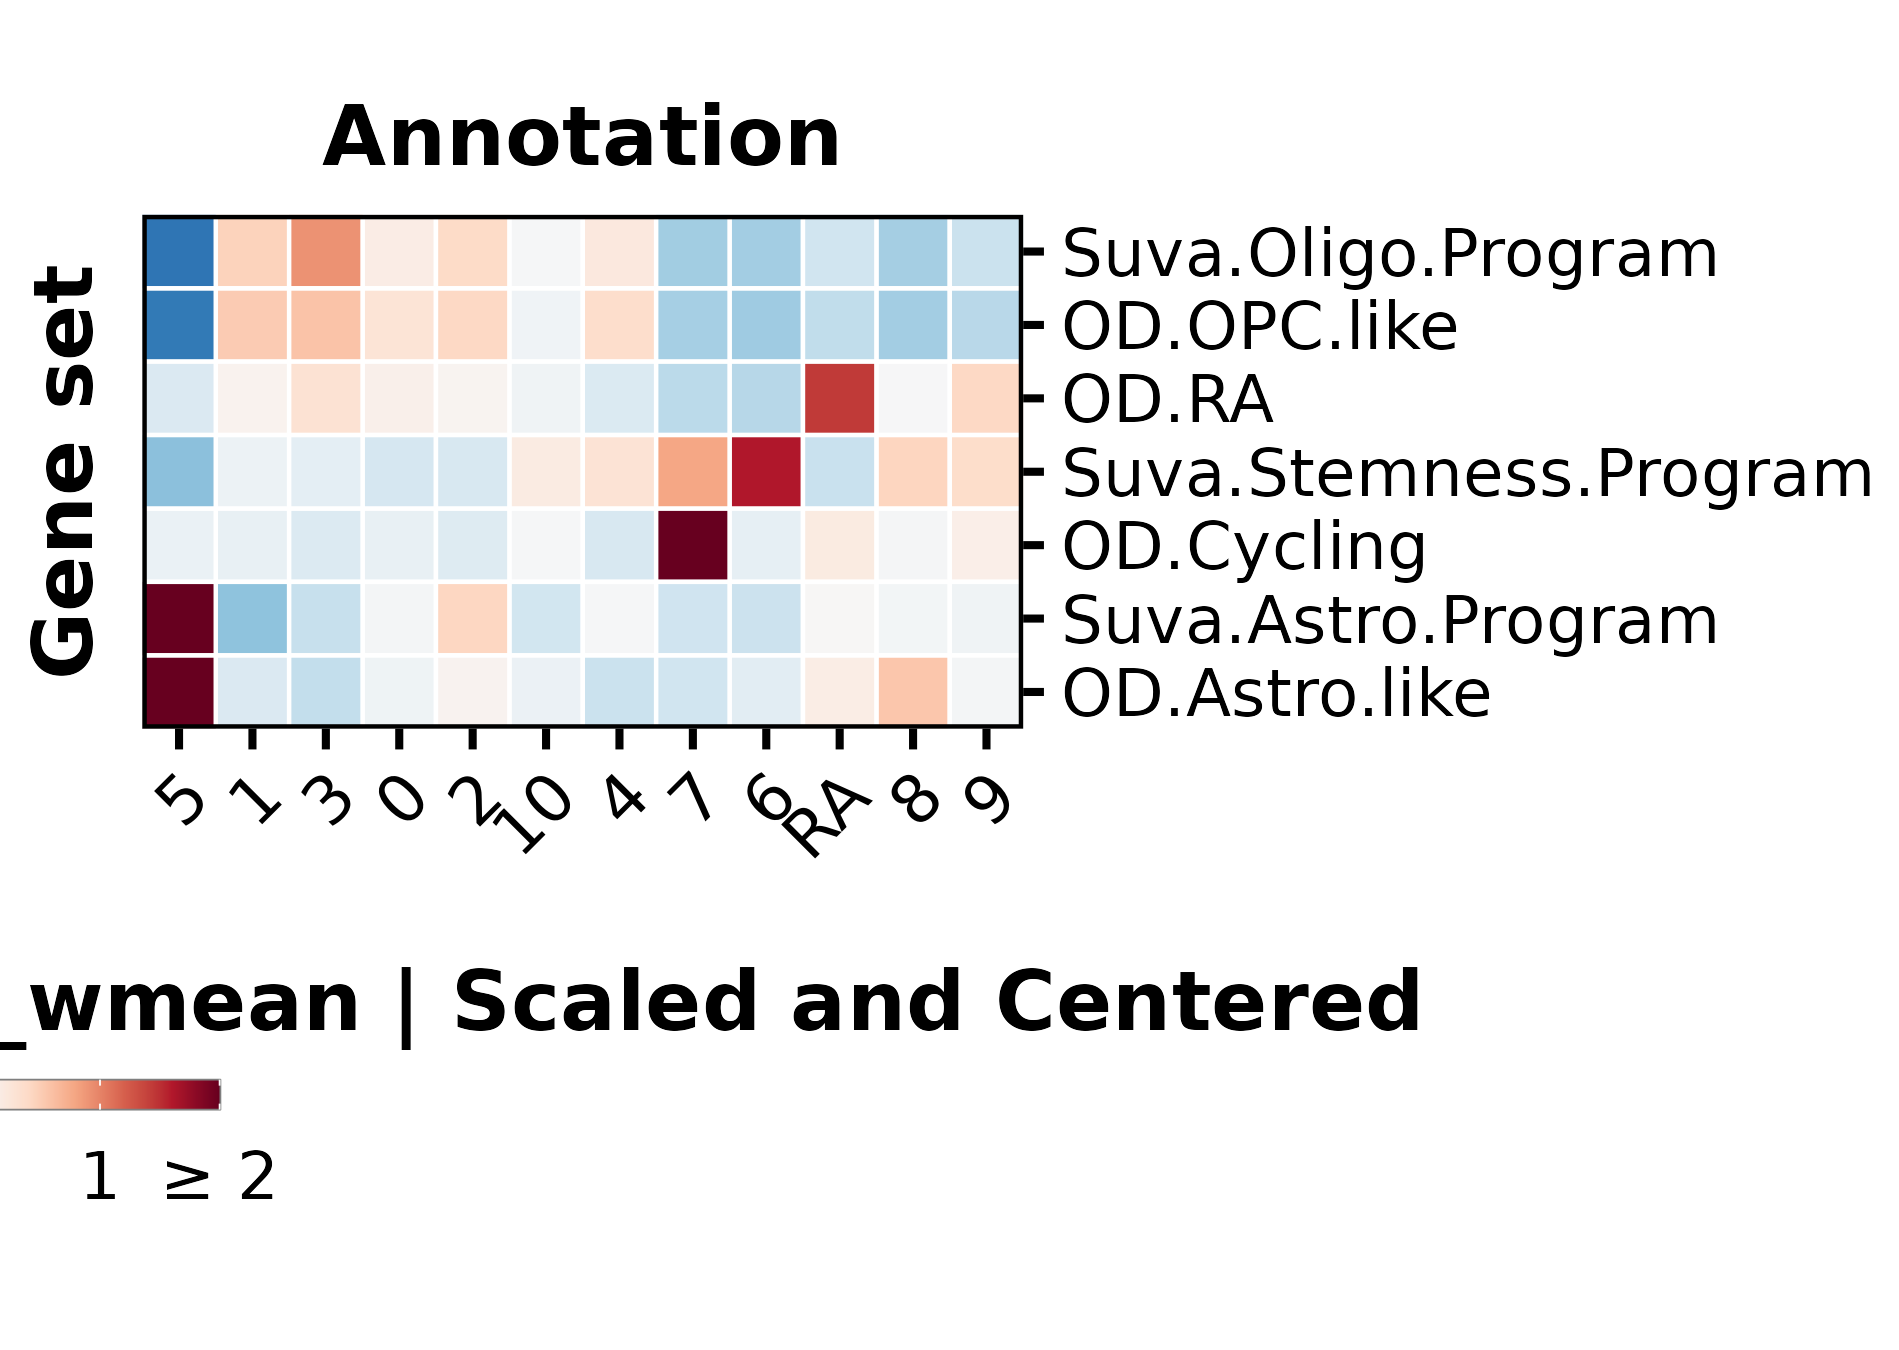 Annotation
Gene set
Suva.Oligo.Program
OD.OPC.like
OD.RA
Suva.Stemness.Program
OD.Cycling
Suva.Astro.Program
OD.Astro.like
5 1 3 0 2 10 4 7 6 RA 8 9
_wmean | Scaled and Centered
1 ≥ 2